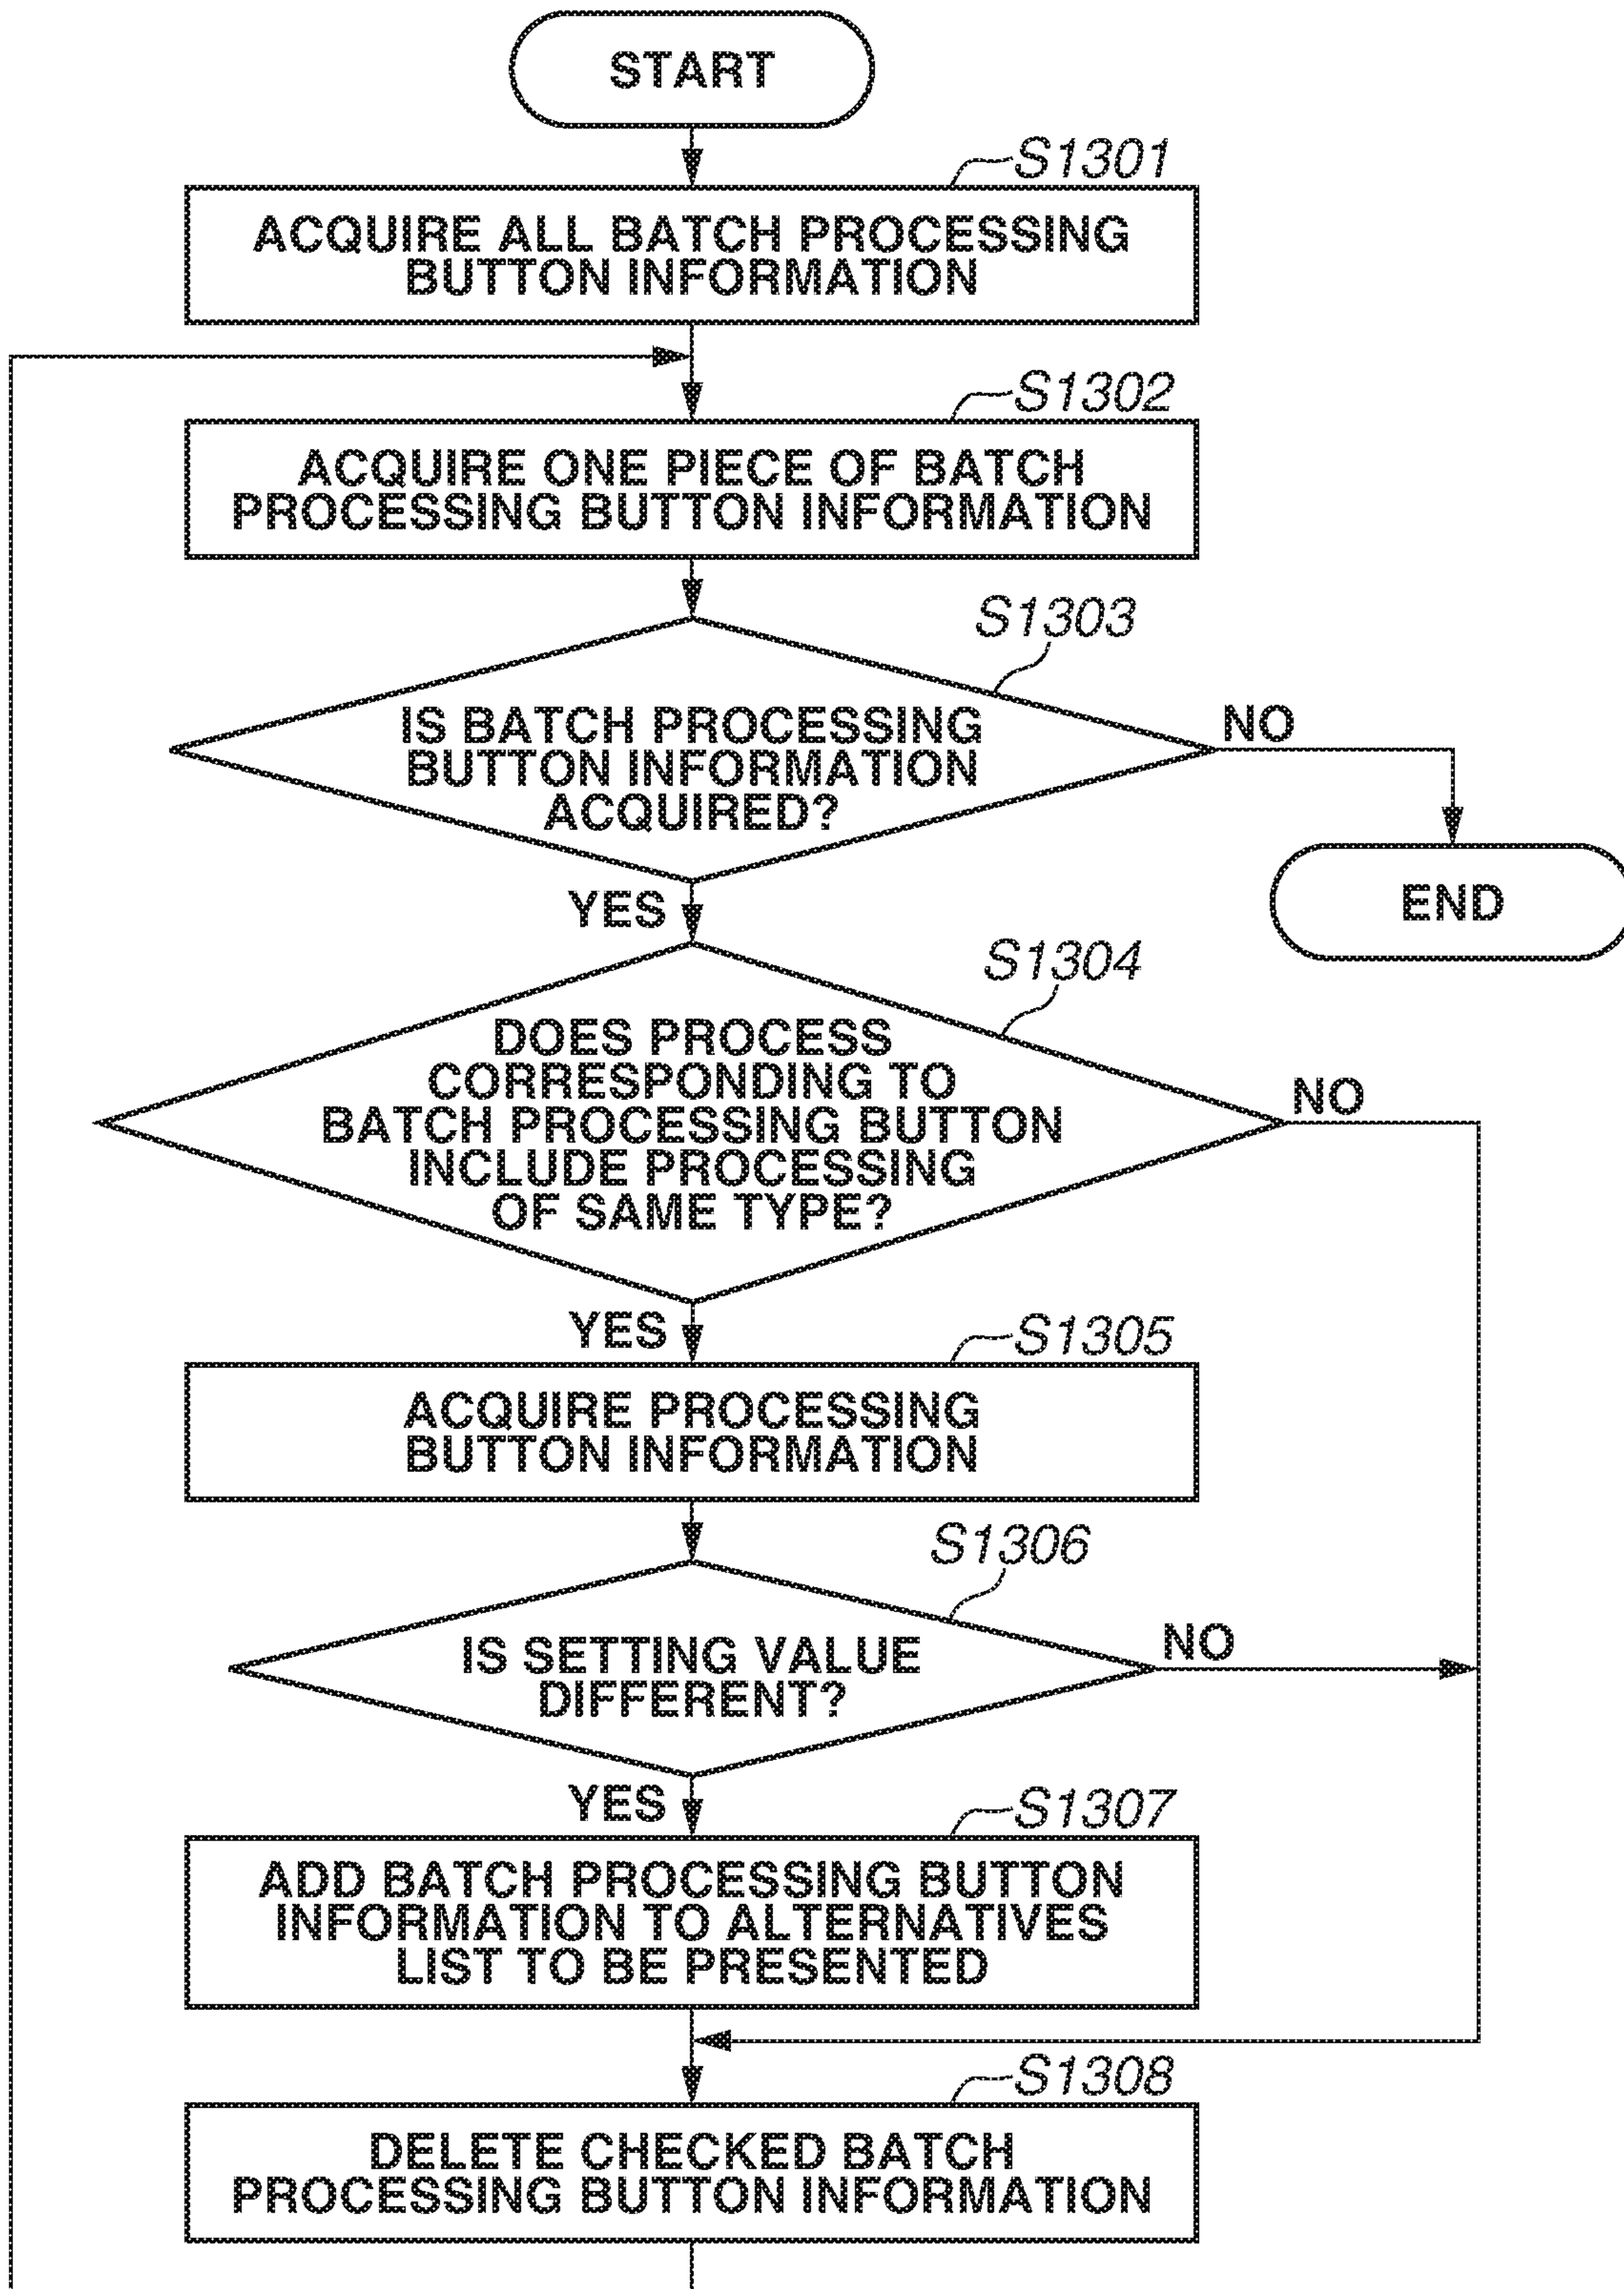 START
S1301
ACQUIRE ALL BATCH PROCESSING
BUTTON INFORMATION
S1302
ACQUIRE ONE PIECE OF BATCH
PROCESSING BUTTON INFORMATION
S1303
IS BATCH PROCESSING
BUTTON INFORMATION
ACQUIRED?
NO
YES
END
S1304
DOES PROCESS
CORRESPONDING TO
BATCH PROCESSING BUTTON
INCLUDE PROCESSING
OF SAME TYPE?
NO
YES
S1305
ACQUIRE PROCESSING
BUTTON INFORMATION
S1306
IS SETTING VALUE
DIFFERENT?
NO
YES
S1307
ADD BATCH PROCESSING BUTTON
INFORMATION TO ALTERNATIVES
LIST TO BE PRESENTED
S1308
DELETE CHECKED BATCH
PROCESSING BUTTON INFORMATION